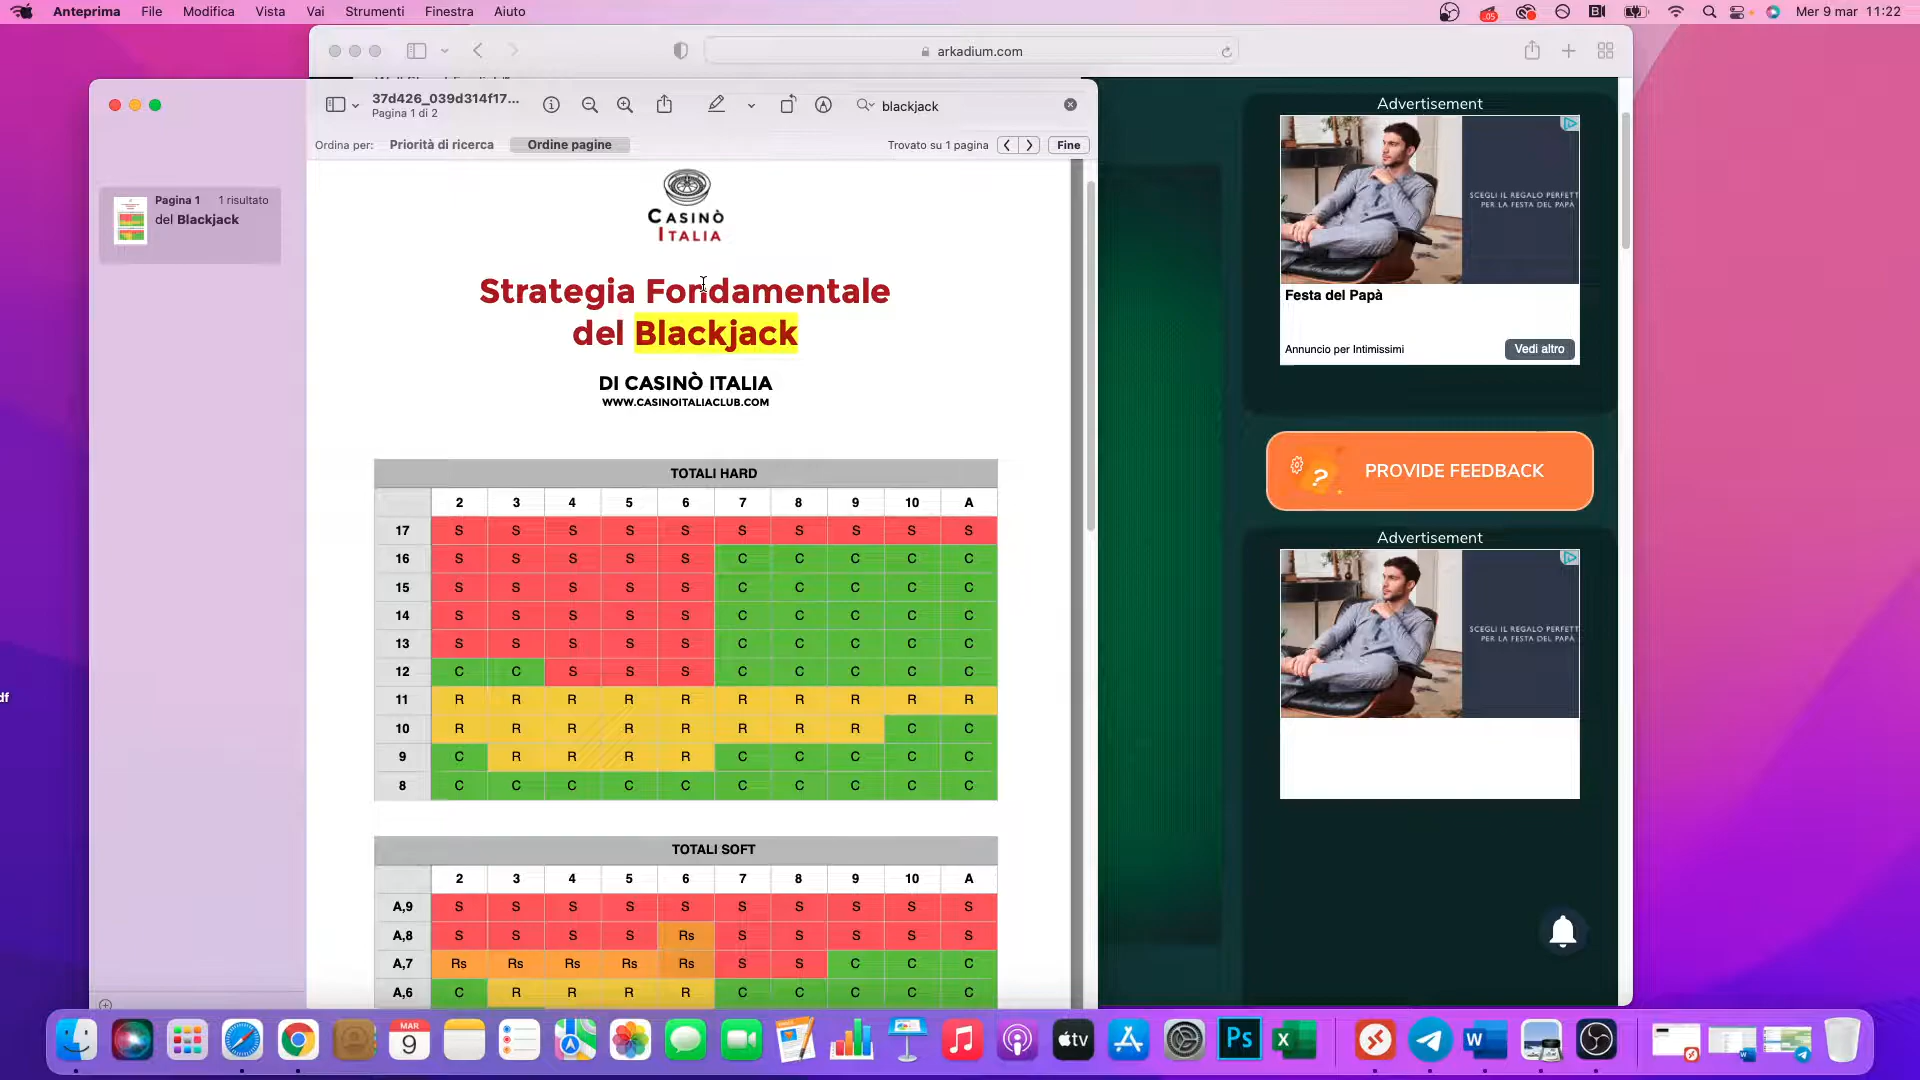 Anteprima File Modifica Vista Vai Strumenti Finestra Aiuto
Mer 9 mar 11:22
arkadium.com
37d426_039d314f17...
Pagina 1 di 2
blackjack
Ordina per: Priorità di ricerca Ordine pagine
Trovato su 1 pagina
Fine
Pagina 1 1 risultato
del Blackjack
CASINÒ
ITALIA
Strategia Fondamentale
del Blackjack
DI CASINÒ ITALIA
WWW.CASINOITALIACLUB.COM
TOTALI HARD
2 3 4 5 6 7 8 9 10 A
17 S S S S S S S S S S
16 S S S S S C C C C C
15 S S S S S C C C C C
14 S S S S S C C C C C
13 S S S S S C C C C C
12 C C S S S C C C C C
11 R R R R R R R R R R
10 R R R R R R R R C C
9 C R R R R C C C C C
8 C C C C C C C C C C
TOTALI SOFT
2 3 4 5 6 7 8 9 10 A
A,9 S S S S S S S S S S
A,8 S S S S Rs S S S S S
A,7 Rs Rs Rs Rs Rs S S C C C
A,6 C R R R R C C C C C
Advertisement
SCEGLI IL REGALO PERFETT
PER LA FESTA DEL PAPÀ
Festa del Papà
Annuncio per Intimissimi
Vedi altro
PROVIDE FEEDBACK
Advertisement
SCEGLI IL REGALO PERFETT
PER LA FESTA DEL PAPÀ
df
MAR
9
tv
Ps
X
W